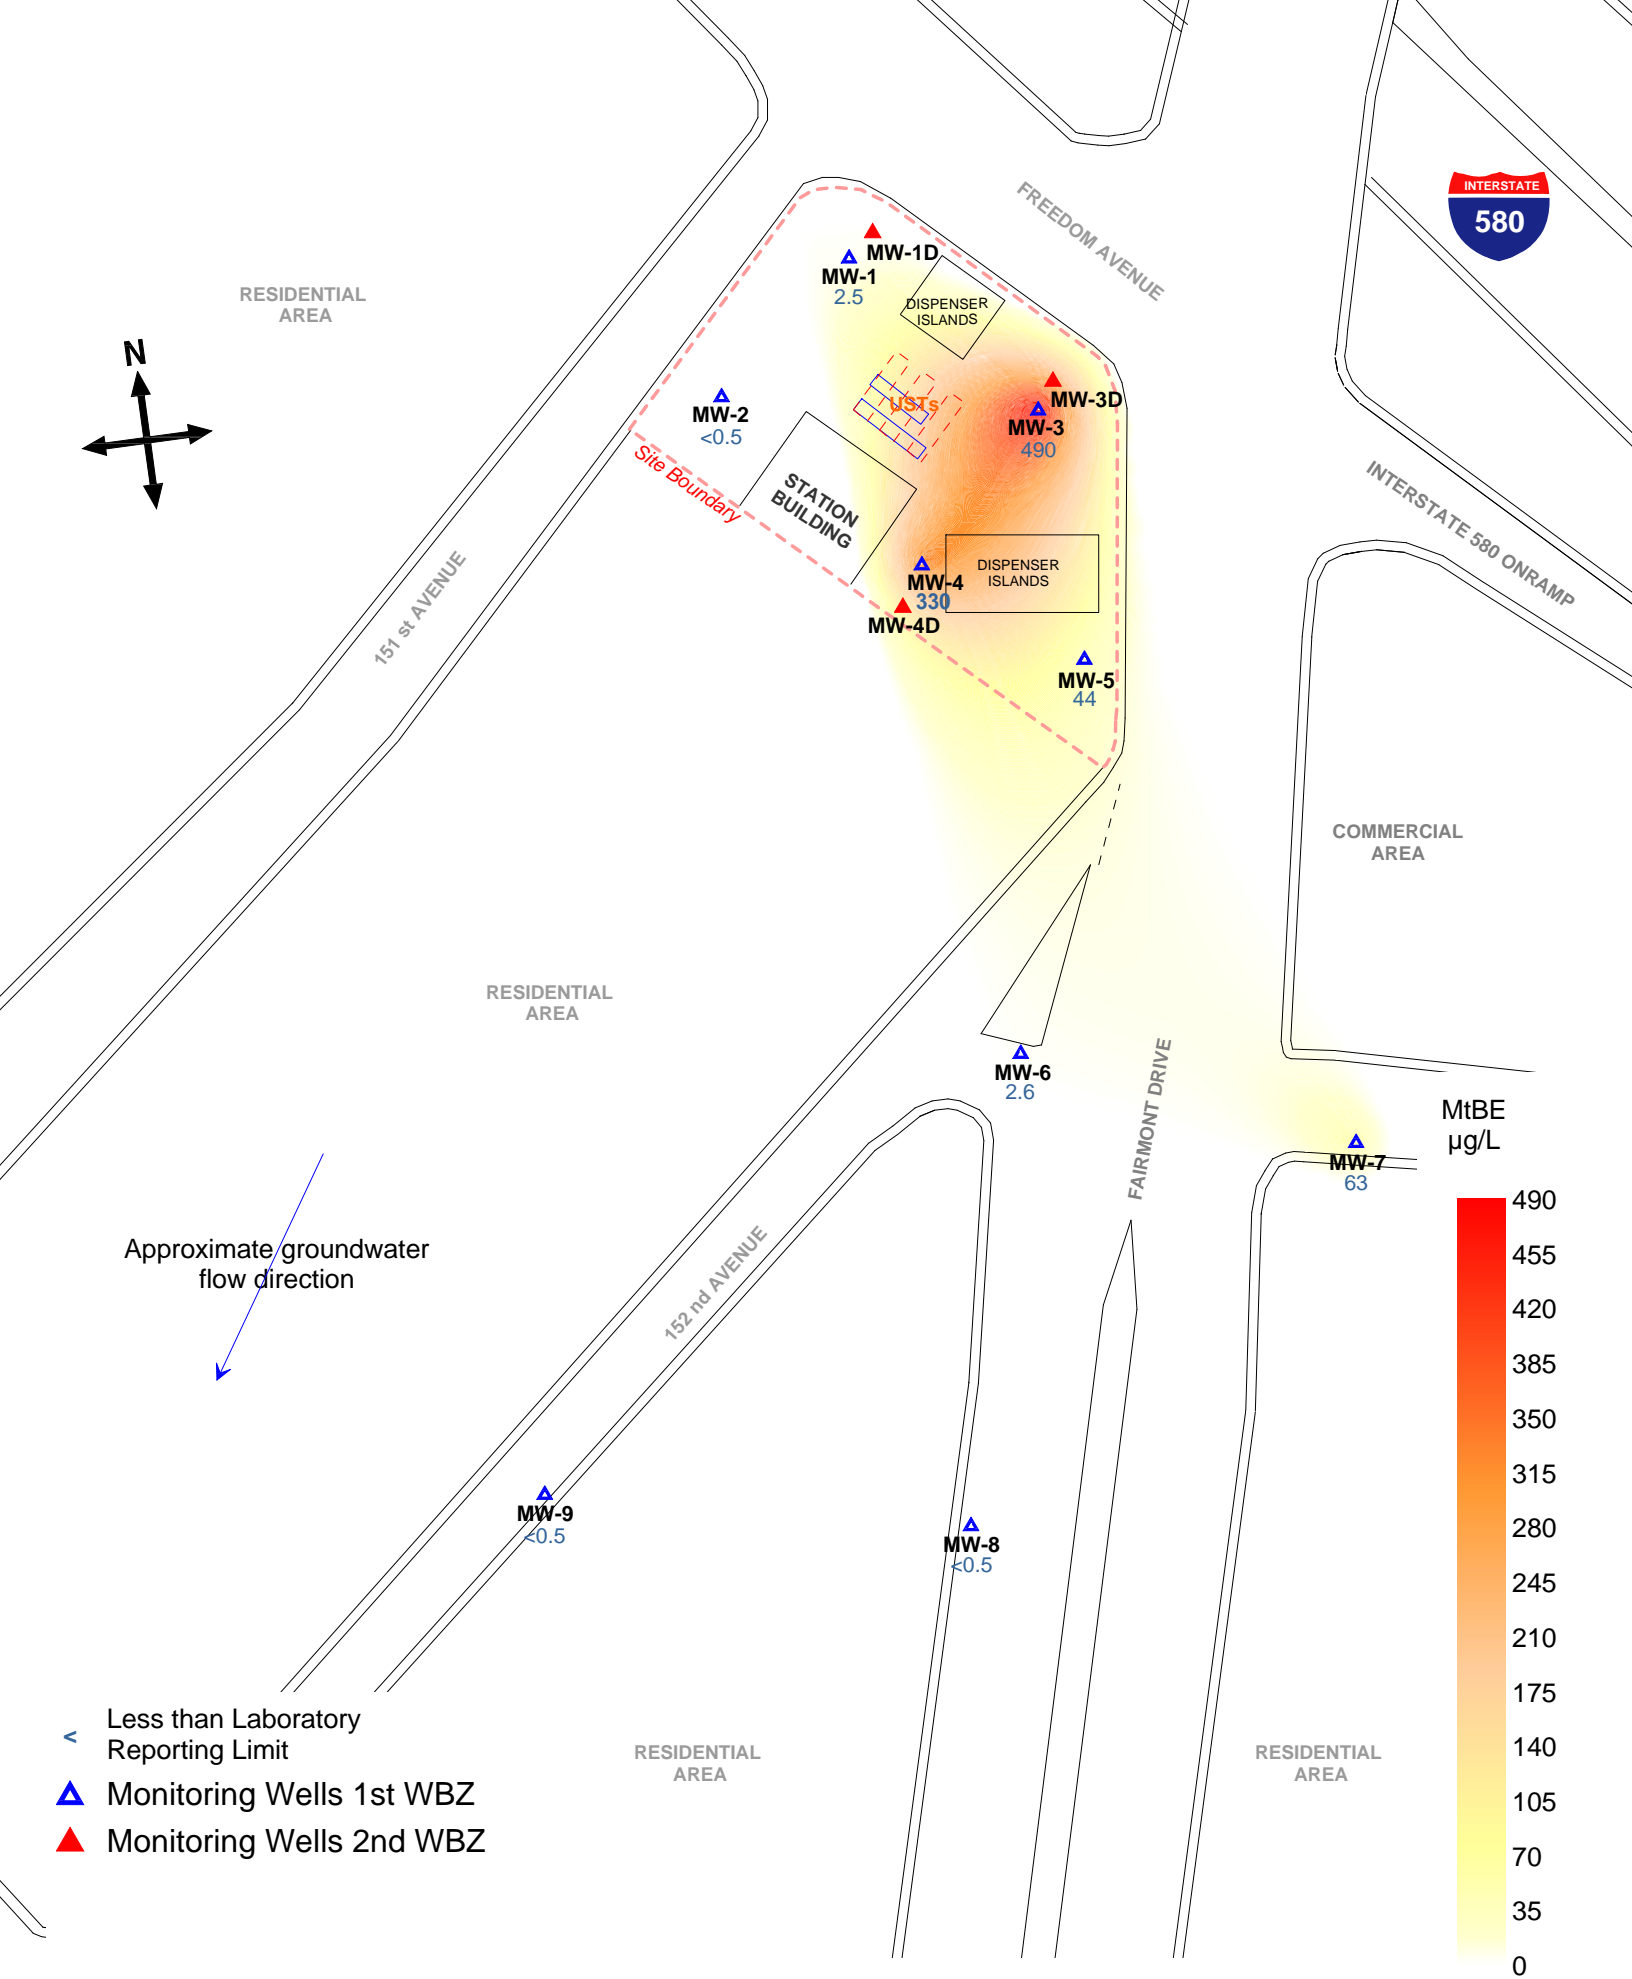 FREEDOM AVENUE
INTERSTATE
580
MW-1D
MW-1
2.5
RESIDENTIAL
AREA
DISPENSER
ISLANDS
N
USTs
MW-3D
MW-3
490
MW-2
<0.5
Site Boundary
STATION
BUILDING
INTERSTATE 580 ONRAMP
151 st AVENUE
DISPENSER
ISLANDS
MW-4
330
MW-4D
MW-5
44
COMMERCIAL
AREA
RESIDENTIAL
AREA
MW-6
2.6
FAIRMONT DRIVE
MW-7
63
MtBE
µg/L
Approximate groundwater
flow direction
152 nd AVENUE
490
455
420
385
350
315
280
245
210
175
140
105
70
35
0
MW-9
<0.5
MW-8
<0.5
< Less than Laboratory
Reporting Limit
Monitoring Wells 1st WBZ
Monitoring Wells 2nd WBZ
RESIDENTIAL
AREA
RESIDENTIAL
AREA